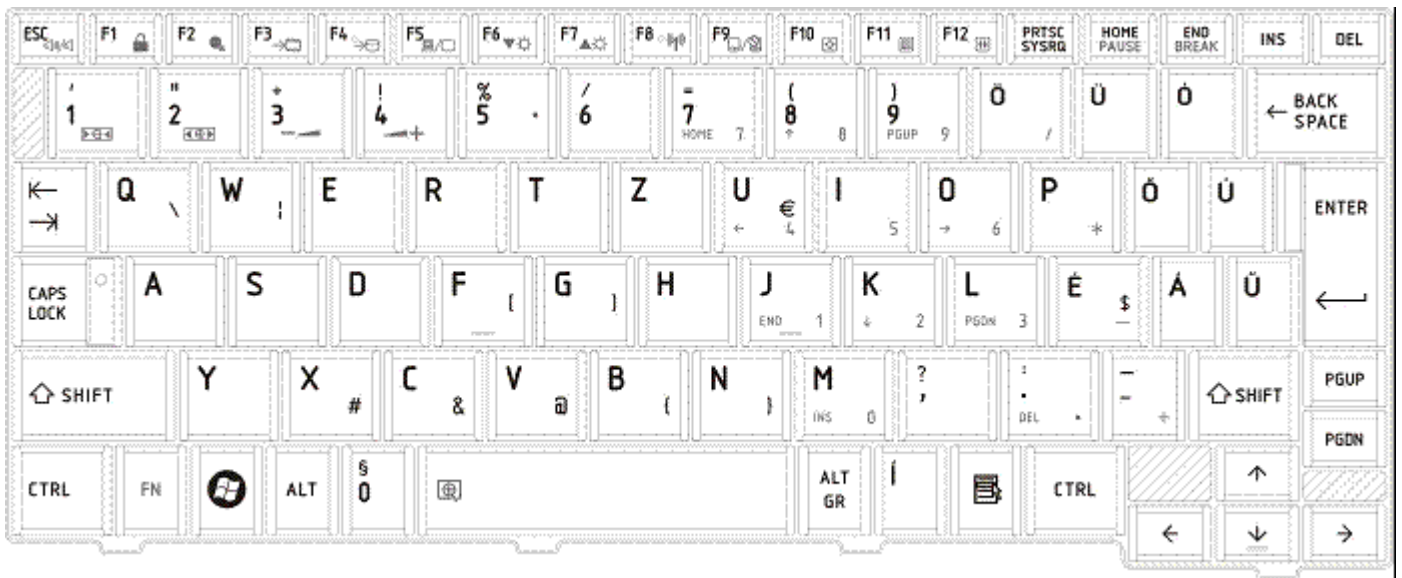 ESC F1 F2 F3 F4 F5 F6 F7 F8 F9 F10 F11 F12 PRTSC SYSRQ HOME PAUSE END BREAK INS DEL
' 1 " 2 + 3 ! 4 % 5 / 6 = 7 HOME 7 ( 8 ↑ 8 ) 9 PGUP 9 Ö / Ü Ó ← BACK SPACE
Q \ W ¦ E R T Z U € ← 4 I 5 O → 6 P * Ő Ú ENTER
CAPS LOCK A S D F [ G ] H J END 1 K ↓ 2 L PGDN 3 É $ Á Ű
SHIFT Y X # C & V @ B { N } M INS 0 ? , : . DEL . _ - ÷ SHIFT PGUP
PGDN
CTRL FN ALT § 0 ALT GR Í CTRL ↑
← ↓ →